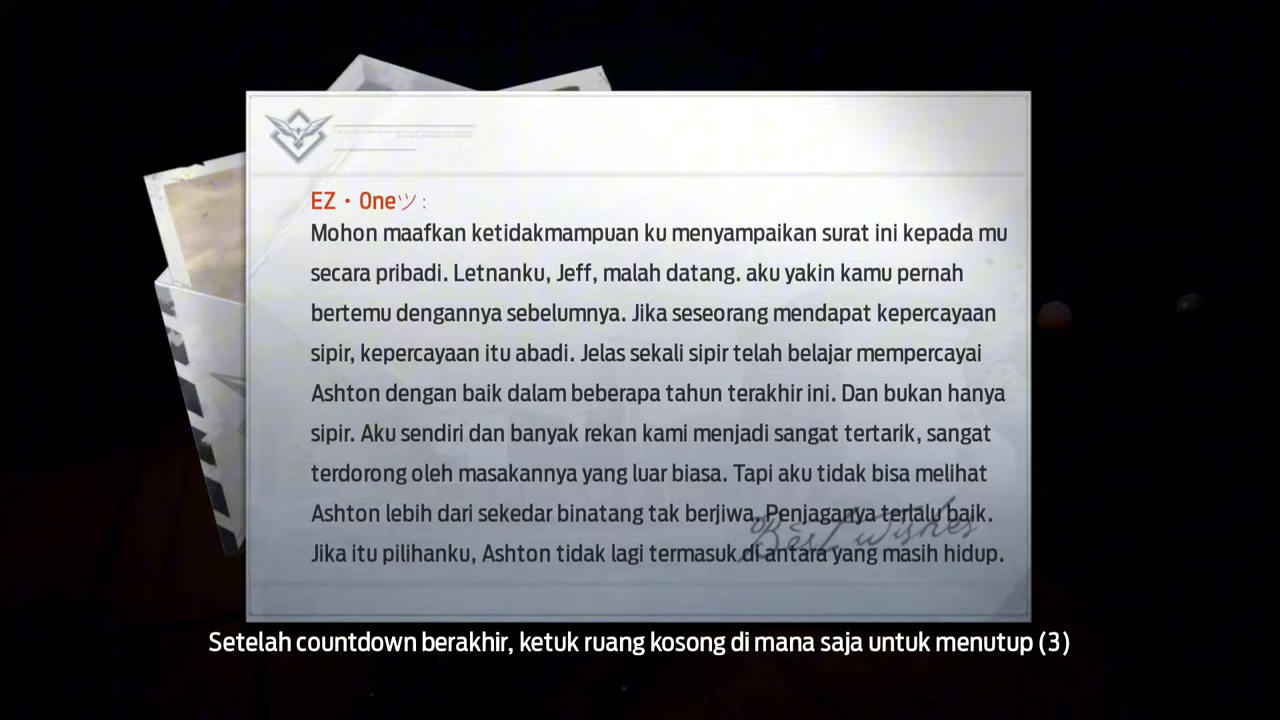 EZ・Oneツ :
Mohon maafkan ketidakmampuan ku menyampaikan surat ini kepada mu
secara pribadi. Letnanku, Jeff, malah datang. aku yakin kamu pernah
bertemu dengannya sebelumnya. Jika seseorang mendapat kepercayaan
sipir, kepercayaan itu abadi. Jelas sekali sipir telah belajar mempercayai
Ashton dengan baik dalam beberapa tahun terakhir ini. Dan bukan hanya
sipir. Aku sendiri dan banyak rekan kami menjadi sangat tertarik, sangat
terdorong oleh masakannya yang luar biasa. Tapi aku tidak bisa melihat
Ashton lebih dari sekedar binatang tak berjiwa. Penjaganya terlalu baik.
Jika itu pilihanku, Ashton tidak lagi termasuk di antara yang masih hidup.
Best Wishes
Setelah countdown berakhir, ketuk ruang kosong di mana saja untuk menutup (3)